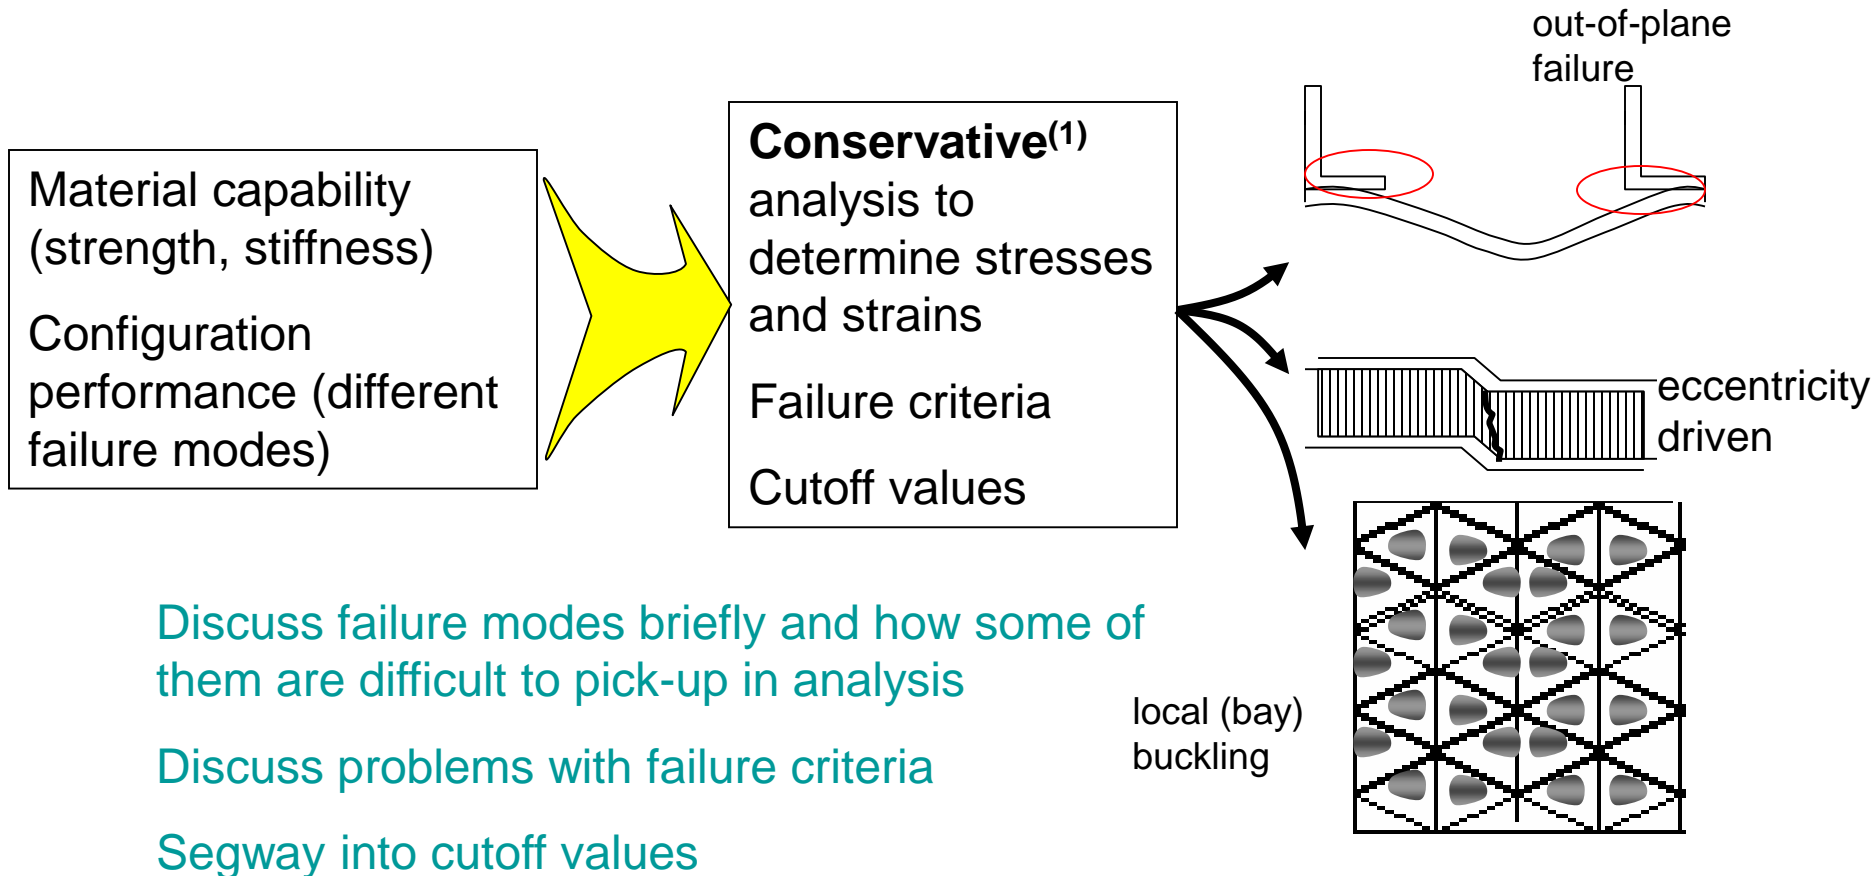 Material capability
(strength, stiffness)
Configuration
performance (different
failure modes)
Conservative(1)
analysis to
determine stresses
and strains
Failure criteria
Cutoff values
out-of-plane
failure
eccentricity
driven
local (bay)
buckling
Discuss failure modes briefly and how some of
them are difficult to pick-up in analysis
Discuss problems with failure criteria
Segway into cutoff values